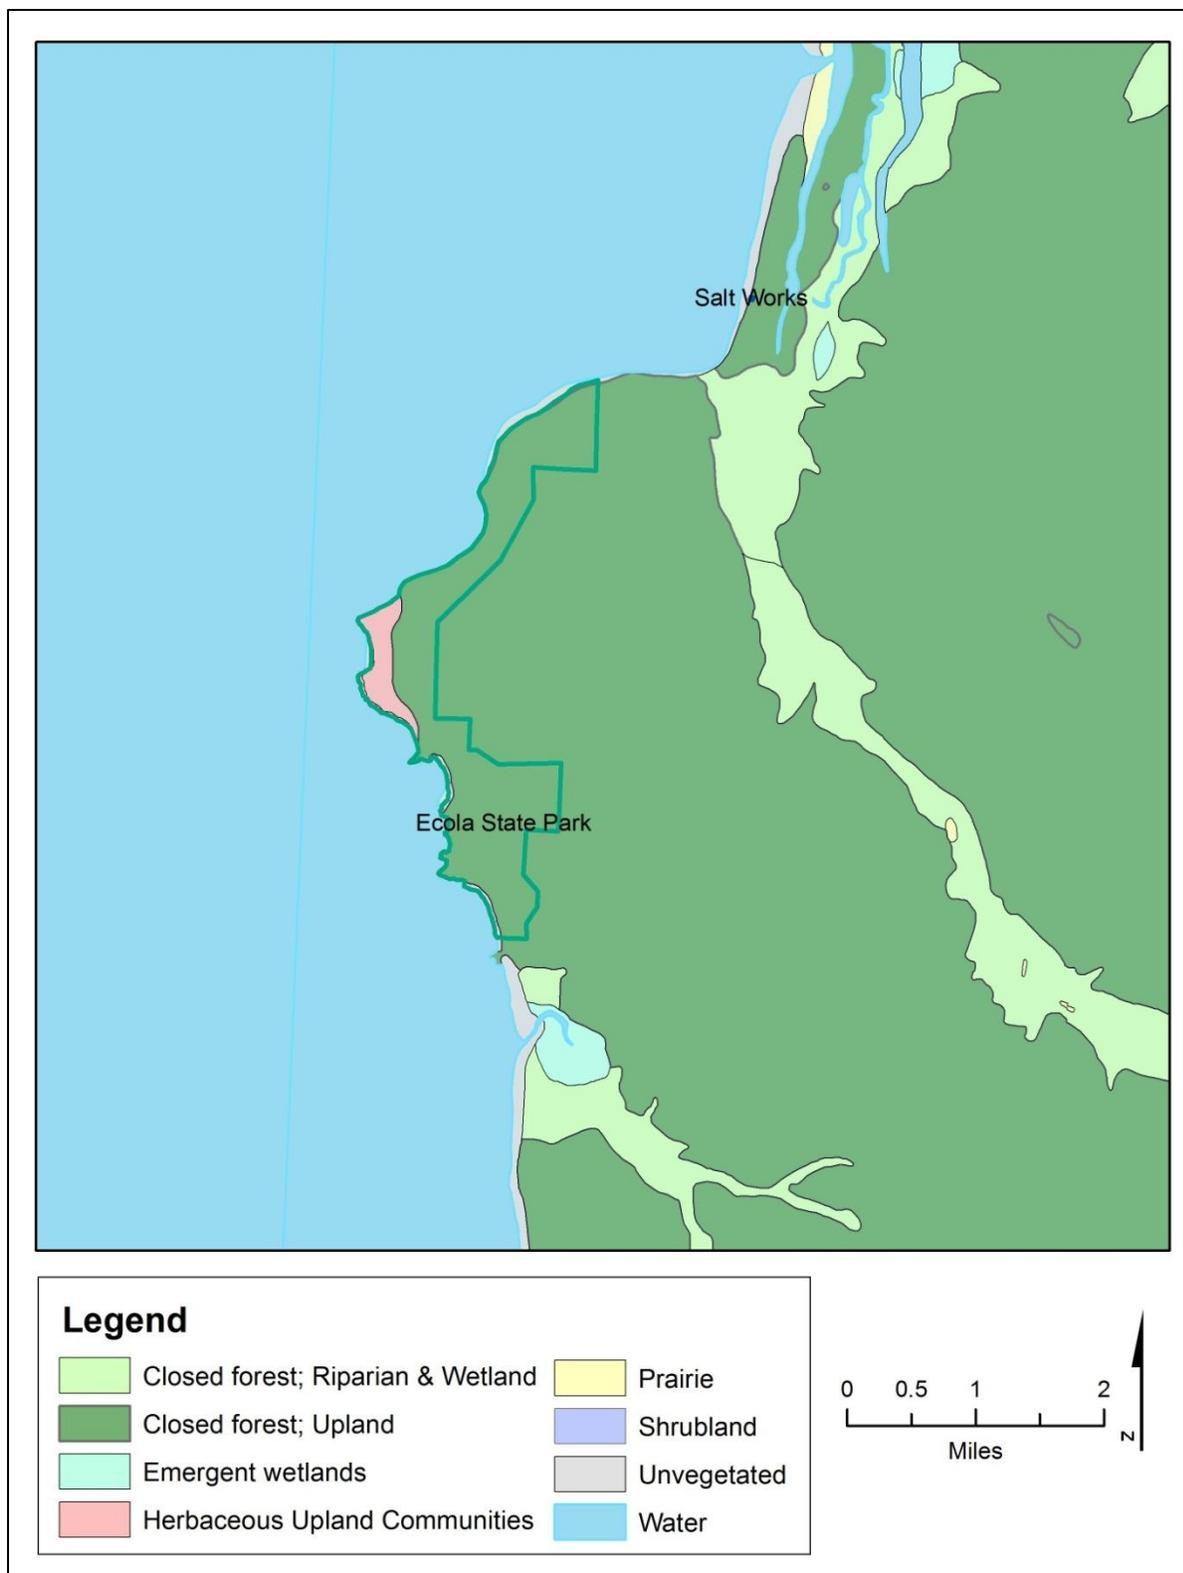 Salt Works
Ecola State Park
Legend
Closed forest; Riparian & Wetland
Closed forest; Upland
Emergent wetlands
Herbaceous Upland Communities
Prairie
Shrubland
Unvegetated
Water
0 0.5 1 2
Miles
N